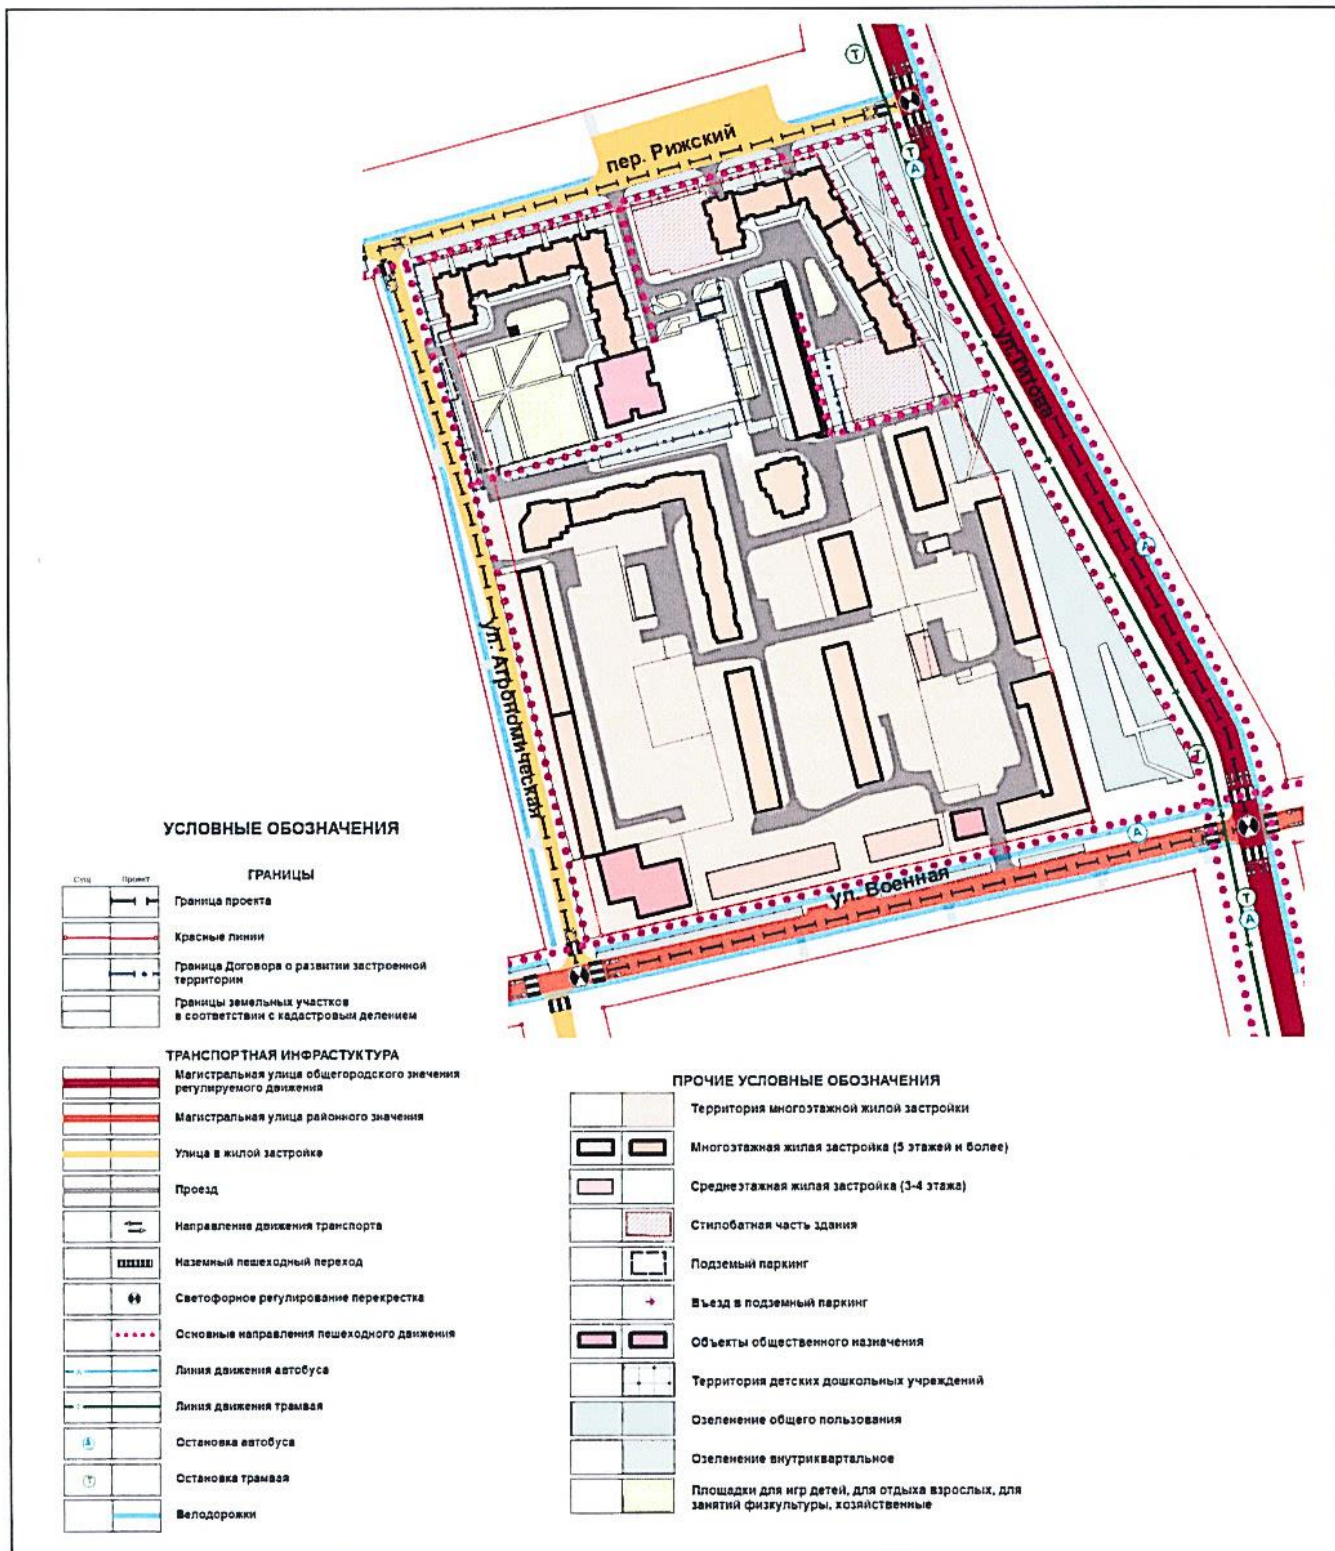 пер. Рижский
ул. Титова
ул. Агрономическая
ул. Военная
Т
Т
А
А
Т
А
Т
А
УСЛОВНЫЕ ОБОЗНАЧЕНИЯ
ГРАНИЦЫ
Сущ Проект
Граница проекта
Красные линии
Граница Договора о развитии застроенной
территории
Границы земельных участков
в соответствии с кадастровым делением
ТРАНСПОРТНАЯ ИНФРАСТУКТУРА
Магистральная улица общегородского значения
регулируемого движения
Магистральная улица районного значения
Улица в жилой застройке
Проезд
Направление движения транспорта
Наземный пешеходный переход
Светофорное регулирование перекрестка
Основные направления пешеходного движения
Линия движения автобуса
Линия движения трамвая
А
Остановка автобуса
Т
Остановка трамвая
Велодорожки
ПРОЧИЕ УСЛОВНЫЕ ОБОЗНАЧЕНИЯ
Территория многоэтажной жилой застройки
Многоэтажная жилая застройка (5 этажей и более)
Среднеэтажная жилая застройка (3-4 этажа)
Стилобатная часть здания
Подземый паркинг
Въезд в подземный паркинг
Объекты общественного назначения
Территория детских дошкольных учреждений
Озеленение общего пользования
Озеленение внутриквартальное
Площадки для игр детей, для отдыха взрослых, для
занятий физкультуры, хозяйственные